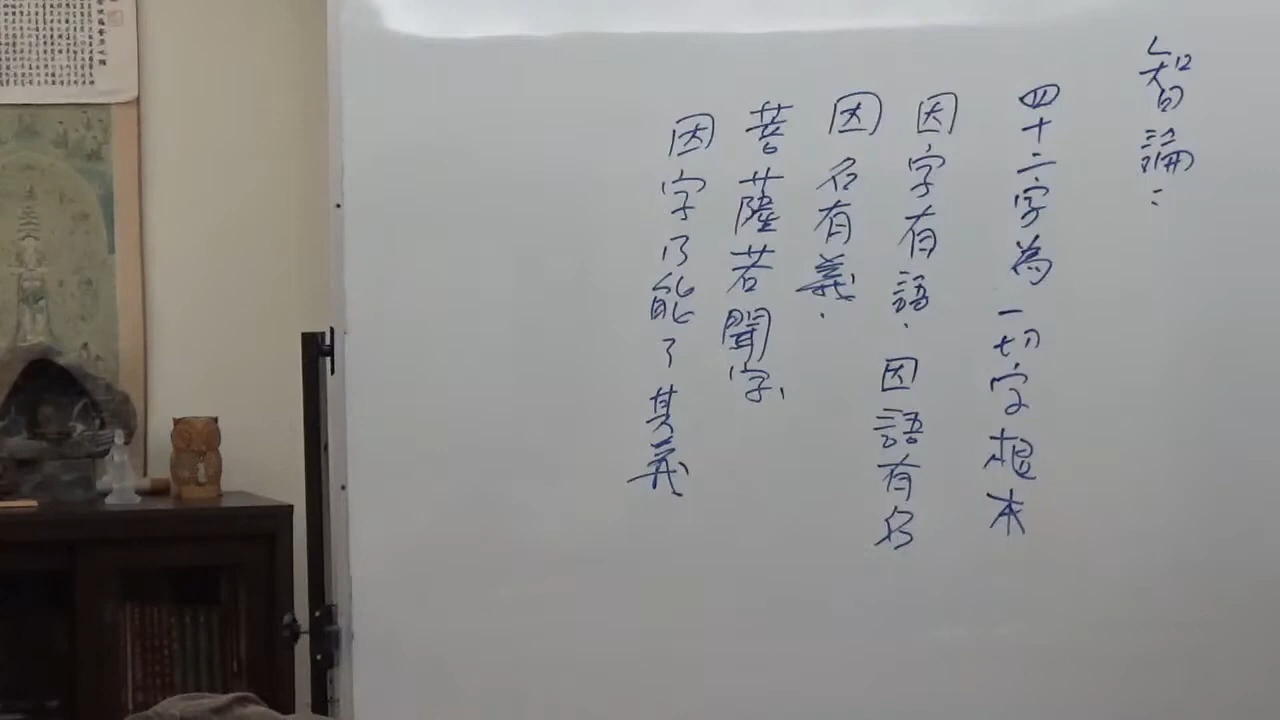 智論：
四十二字為一切字根本
因字有語．因語有名
因名有義．
菩薩若聞字、
因字乃能了其義